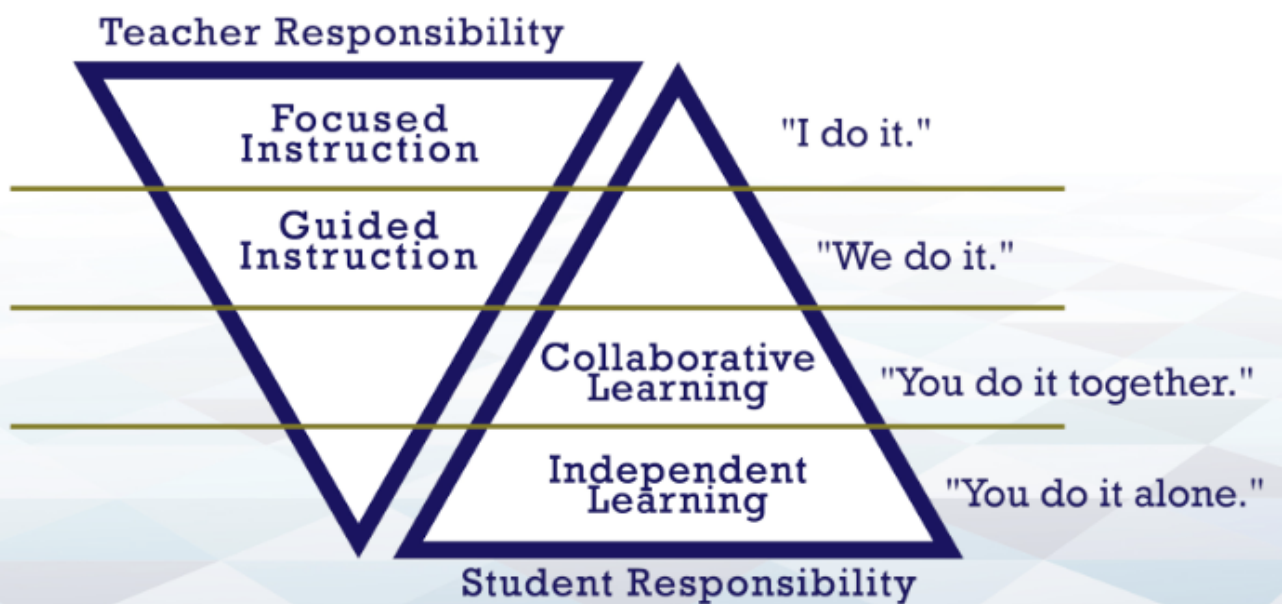 Teacher Responsibility
Focused
Instruction
"I do it."
Guided
Instruction
"We do it."
Collaborative
Learning
"You do it together."
Independent
Learning
"You do it alone."
Student Responsibility